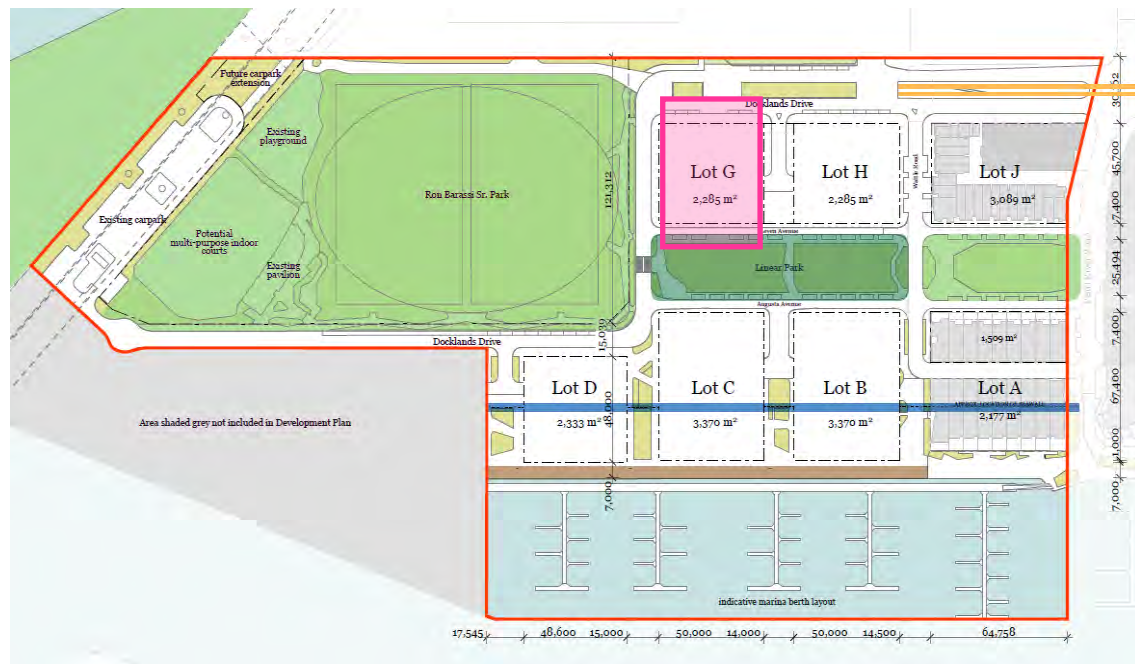 Future carpark
extension
Docklands Drive
Existing
playground
121,312
45,700
Lot G
Lot H
Lot J
Wattle Road
2,285 m²
2,285 m²
3,089 m²
Ron Barassi Sr. Park
Existing carpark
7,400
Potential
multi-purpose indoor
courts
Existing
pavilion
Linear Park
25,494
Augusta Avenue
15,039
7,400
Docklands Drive
1,509 m²
Lot D
Lot C
Lot B
Lot A
67,400
2,333 m²
48,000
3,370 m²
3,370 m²
2,177 m²
Area shaded grey not included in Development Plan
1,000
7,000
7,000
indicative marina berth layout
17,545
48,600
15,000
50,000
14,000
50,000
14,500
64,758